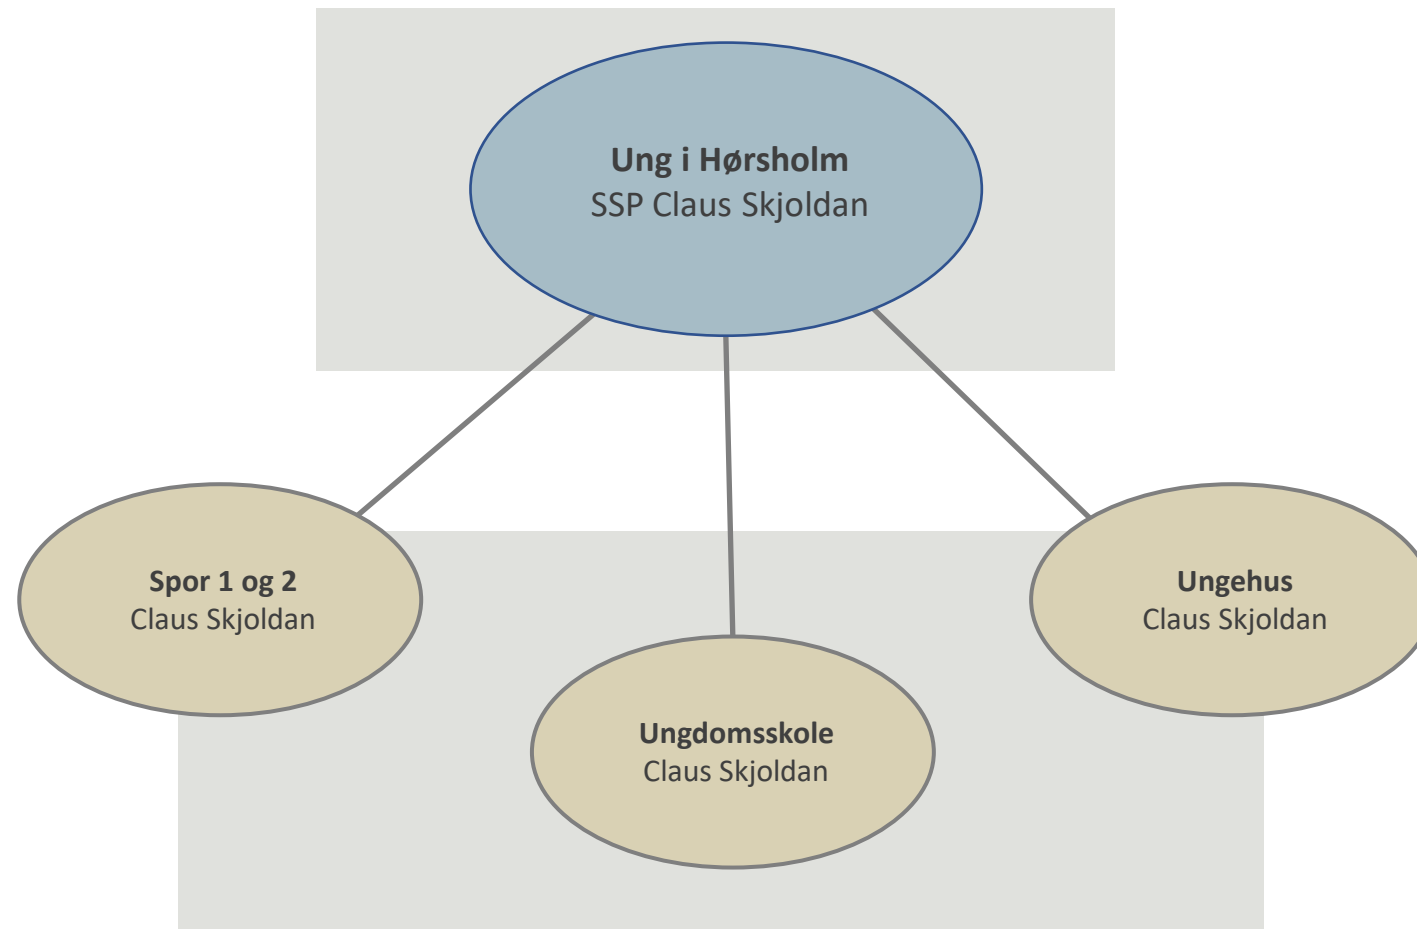 Ung i Hørsholm
SSP Claus Skjoldan
Spor 1 og 2
Claus Skjoldan
Ungehus
Claus Skjoldan
Ungdomsskole
Claus Skjoldan